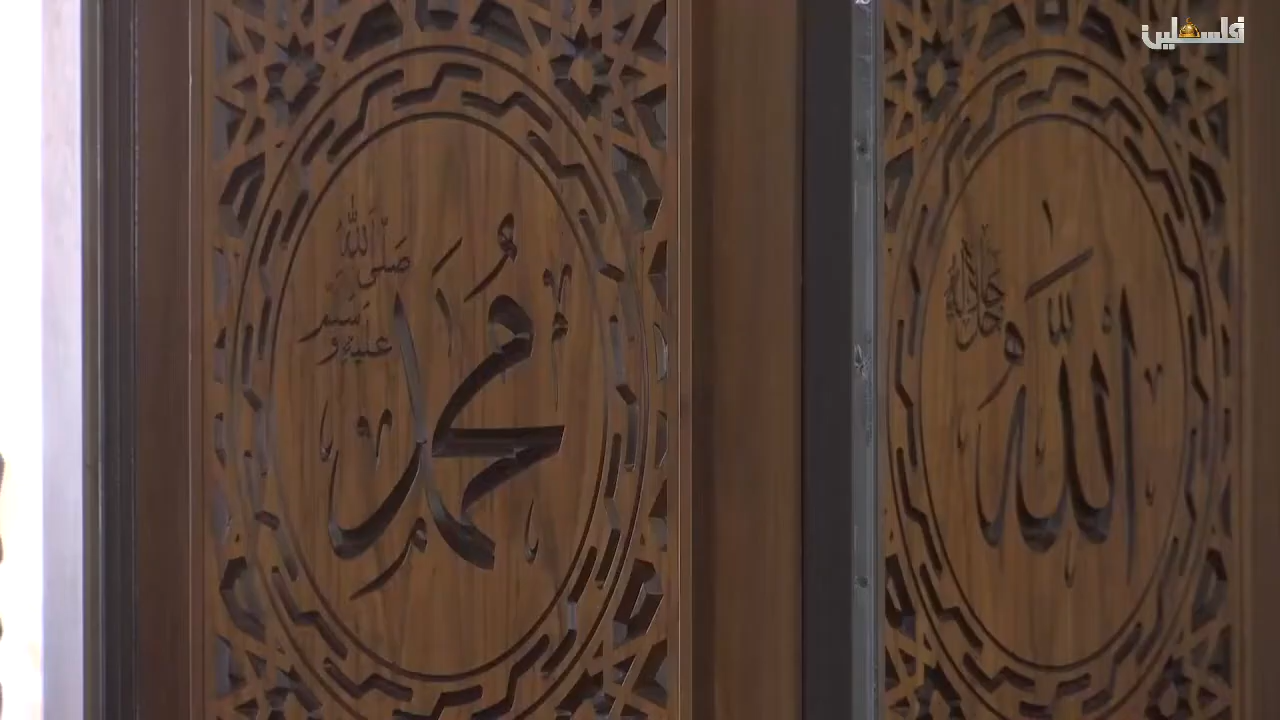 فلسطين
الله
جل جلاله
محمد
صلى الله
عليه وسلم